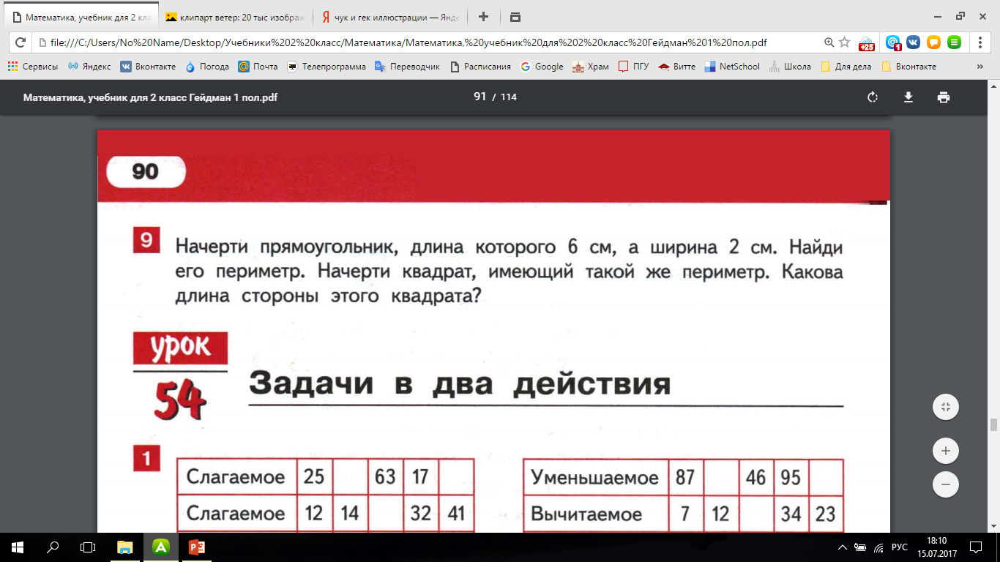 Математика, учебник для 2 кла
клипарт ветер: 20 тыс изображ
Я чук и гек иллюстрации — Янде
file:///C:/Users/No%20Name/Desktop/Учебники%202%20класс/Математика/Математика,%20учебник%20для%202%20класс%20Гейдман%201%20пол.pdf
+25
1
Сервисы Яндекс Вконтакте Погода Почта Телепрограмма Переводчик Расписания Google Храм ПГУ Витте NetSchool Школа Для дела Вконтакте »
Математика, учебник для 2 класс Гейдман 1 пол.pdf 91 / 114
90
9 Начерти прямоугольник, длина которого 6 см, а ширина 2 см. Найди
его периметр. Начерти квадрат, имеющий такой же периметр. Какова
длина стороны этого квадрата?
урок
54
Задачи в два действия
1
Слагаемое 25 63 17 Уменьшаемое 87 46 95
Слагаемое 12 14 32 41 Вычитаемое 7 12 34 23
РУС
18:10
15.07.2017